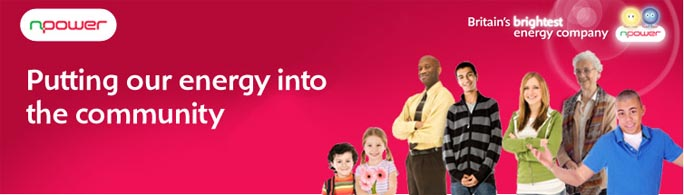 npower
Britain's brightest
energy company
npower
Putting our energy into
the community